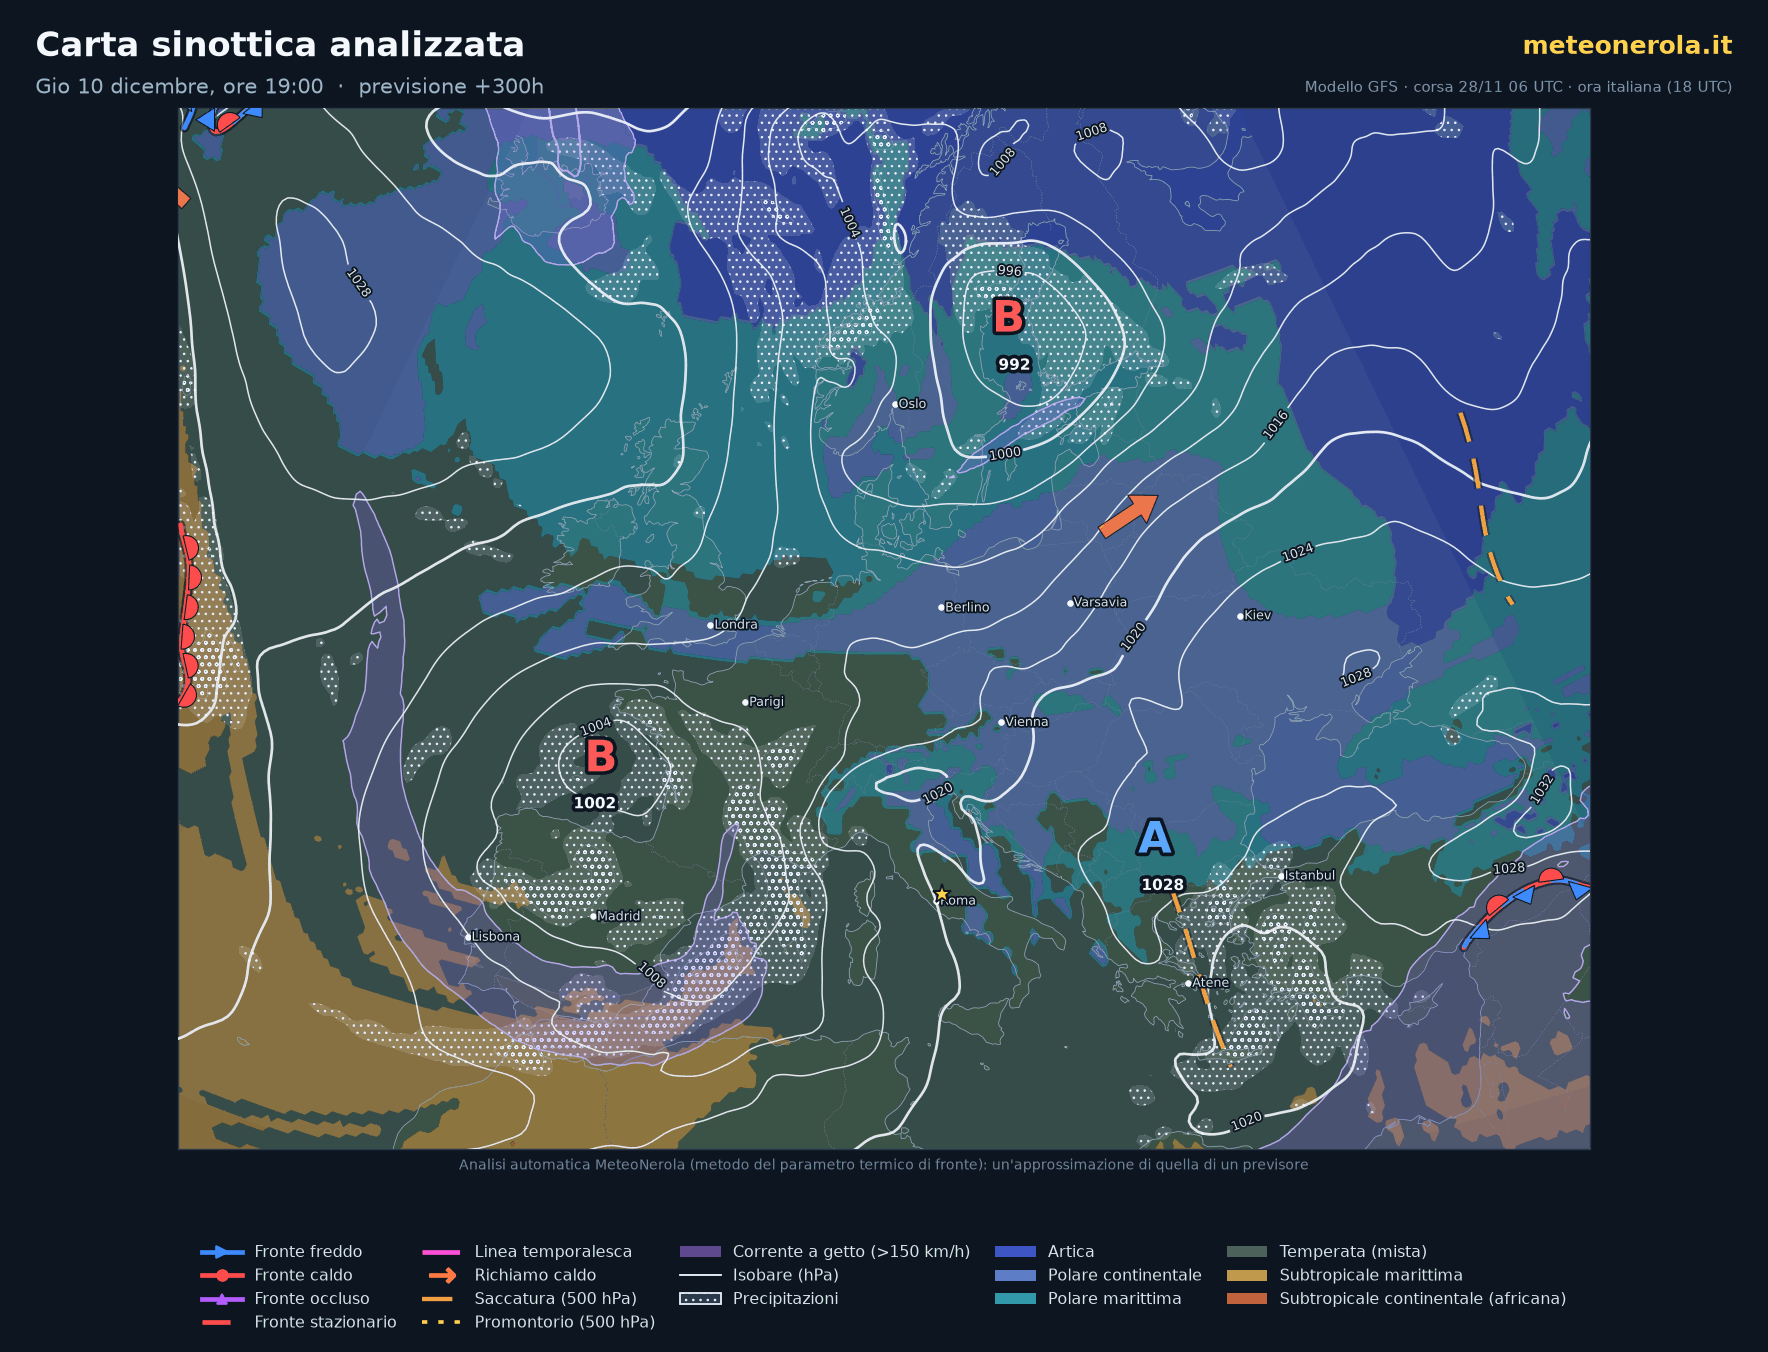 Carta sinottica analizzata
meteonerola.it
Gio 10 dicembre, ore 19:00 · previsione +300h
Modello GFS · corsa 28/11 06 UTC · ora italiana (18 UTC)
1008
1008
1004
996
1028
B
992
Oslo
1016
1000
1024
Berlino
Varsavia
Kiev
Londra
1020
1028
Parigi
Vienna
1004
B
1002
1020
1032
A
1028
1028
Istanbul
Roma
Madrid
Lisbona
1008
Atene
1020
Analisi automatica MeteoNerola (metodo del parametro termico di fronte): un'approssimazione di quella di un previsore
Fronte freddo
Fronte caldo
Fronte occluso
Fronte stazionario
Linea temporalesca
Richiamo caldo
Saccatura (500 hPa)
Promontorio (500 hPa)
Corrente a getto (>150 km/h)
Isobare (hPa)
Precipitazioni
Artica
Polare continentale
Polare marittima
Temperata (mista)
Subtropicale marittima
Subtropicale continentale (africana)